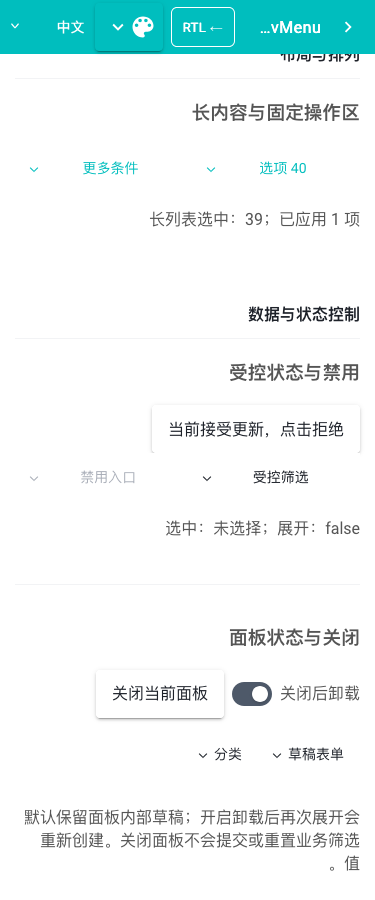 ...vMenu RTL← 中文
布局与排列
长内容与固定操作区
选项 40 更多条件
长列表选中：39；已应用 1 项
数据与状态控制
受控状态与禁用
当前接受更新，点击拒绝
受控筛选 禁用入口
选中：未选择；展开：false
面板状态与关闭
关闭后卸载 关闭当前面板
草稿表单 分类
默认保留面板内部草稿；开启卸载后再次展开会
重新创建。关闭面板不会提交或重置业务筛选
值。